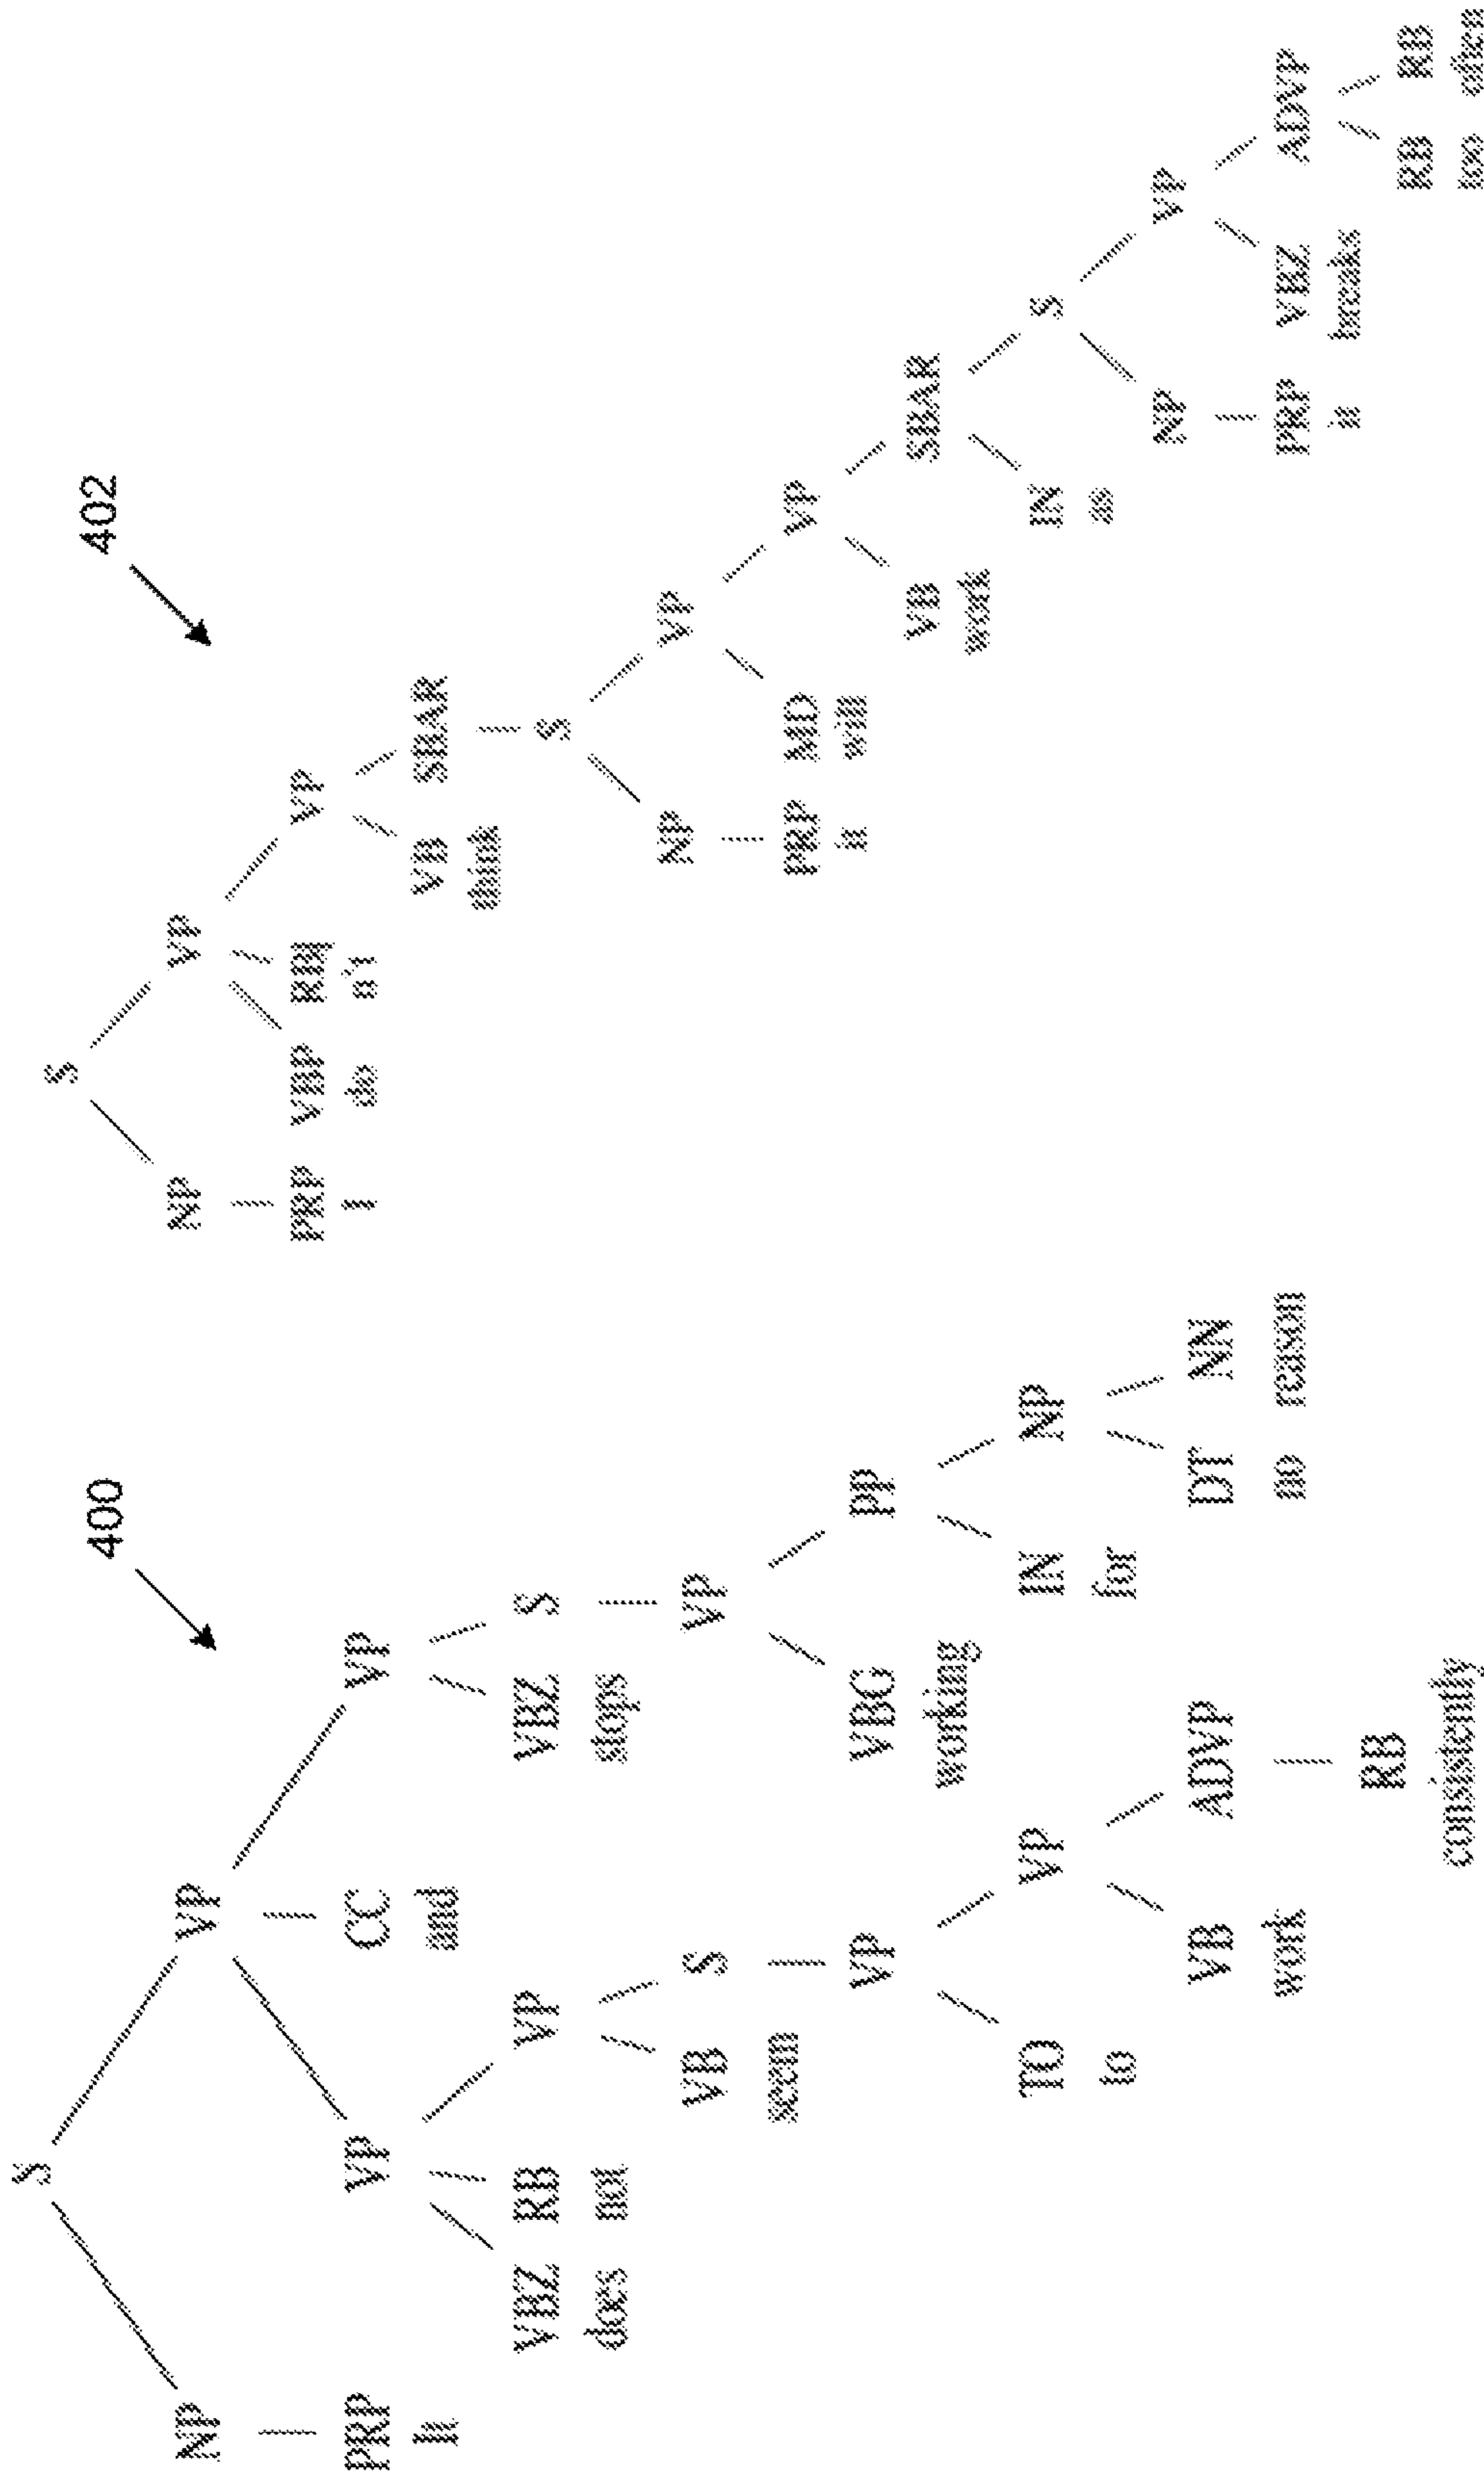 400
S
NP VP
PRP VP CC VP
It and
VBZ RB VP VBZ S
does not stops
VB S VP
seem
VP VBG PP
working
TO VP IN NP
to for
VB ADVP DT NN
work no reason
RB
consistently
402
S
NP VP
PRP VBP RB VP
I do n't
VB SBAR
think
S
NP VP
PRP MD VP
it will
VB SBAR
work
IN S
as
NP VP
PRP VBZ ADVP
it breaks
RB RB
too often